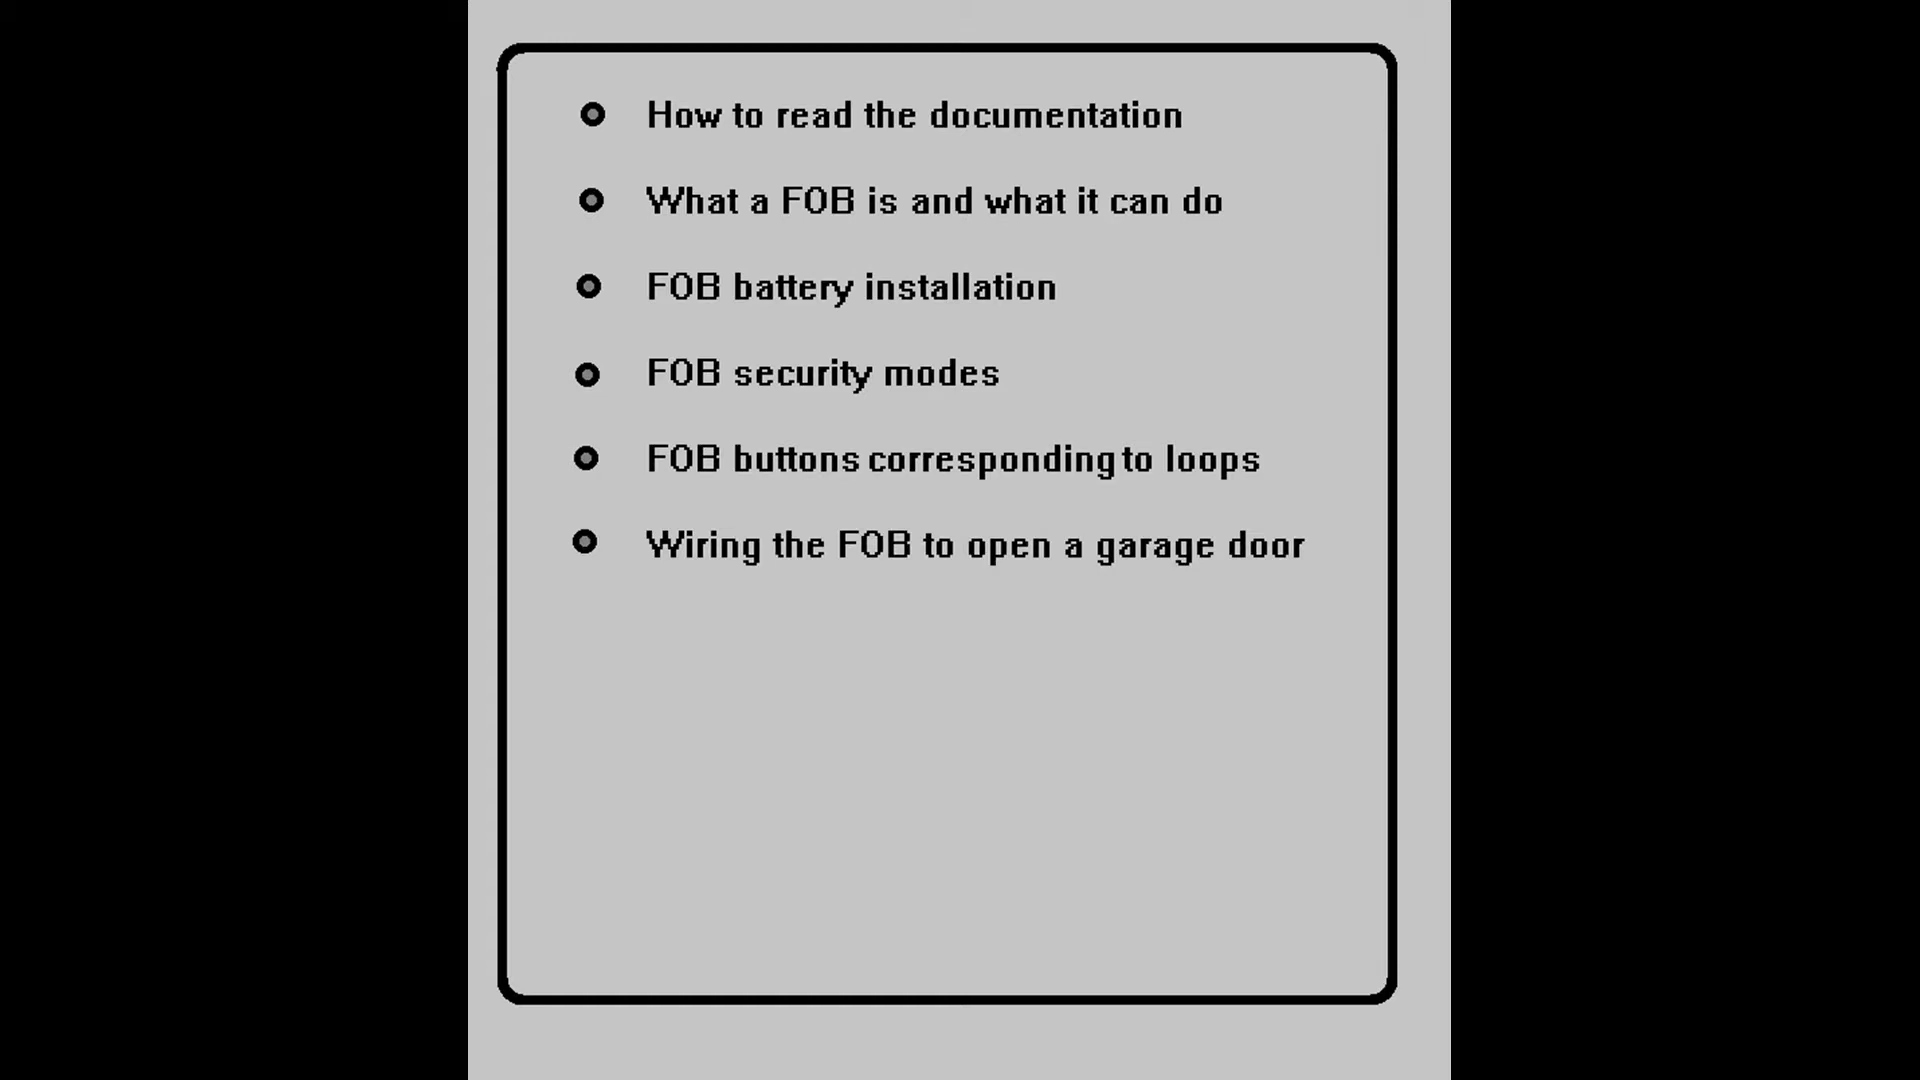 How to read the documentation
What a FOB is and what it can do
FOB battery installation
FOB security modes
FOB buttons corresponding to loops
Wiring the FOB to open a garage door